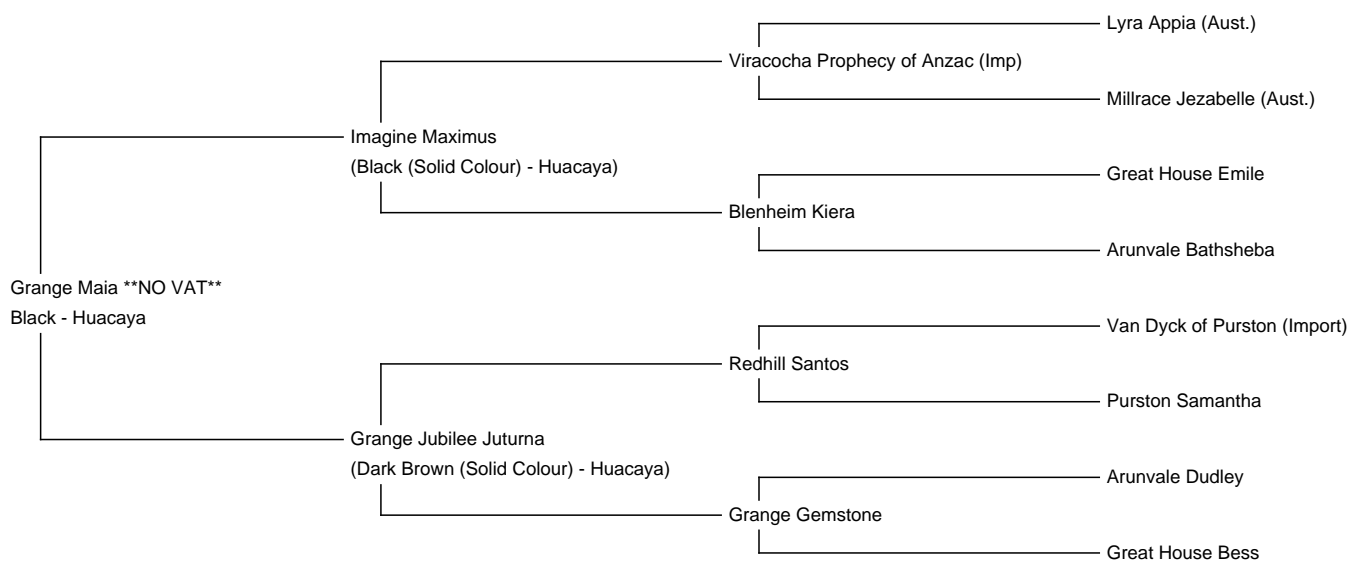 Lyra Appia (Aust.)
Viracocha Prophecy of Anzac (Imp)
Millrace Jezabelle (Aust.)
Imagine Maximus
(Black (Solid Colour) - Huacaya)
Great House Emile
Blenheim Kiera
Arunvale Bathsheba
Grange Maia **NO VAT**
Black - Huacaya
Van Dyck of Purston (Import)
Redhill Santos
Purston Samantha
Grange Jubilee Juturna
(Dark Brown (Solid Colour) - Huacaya)
Arunvale Dudley
Grange Gemstone
Great House Bess